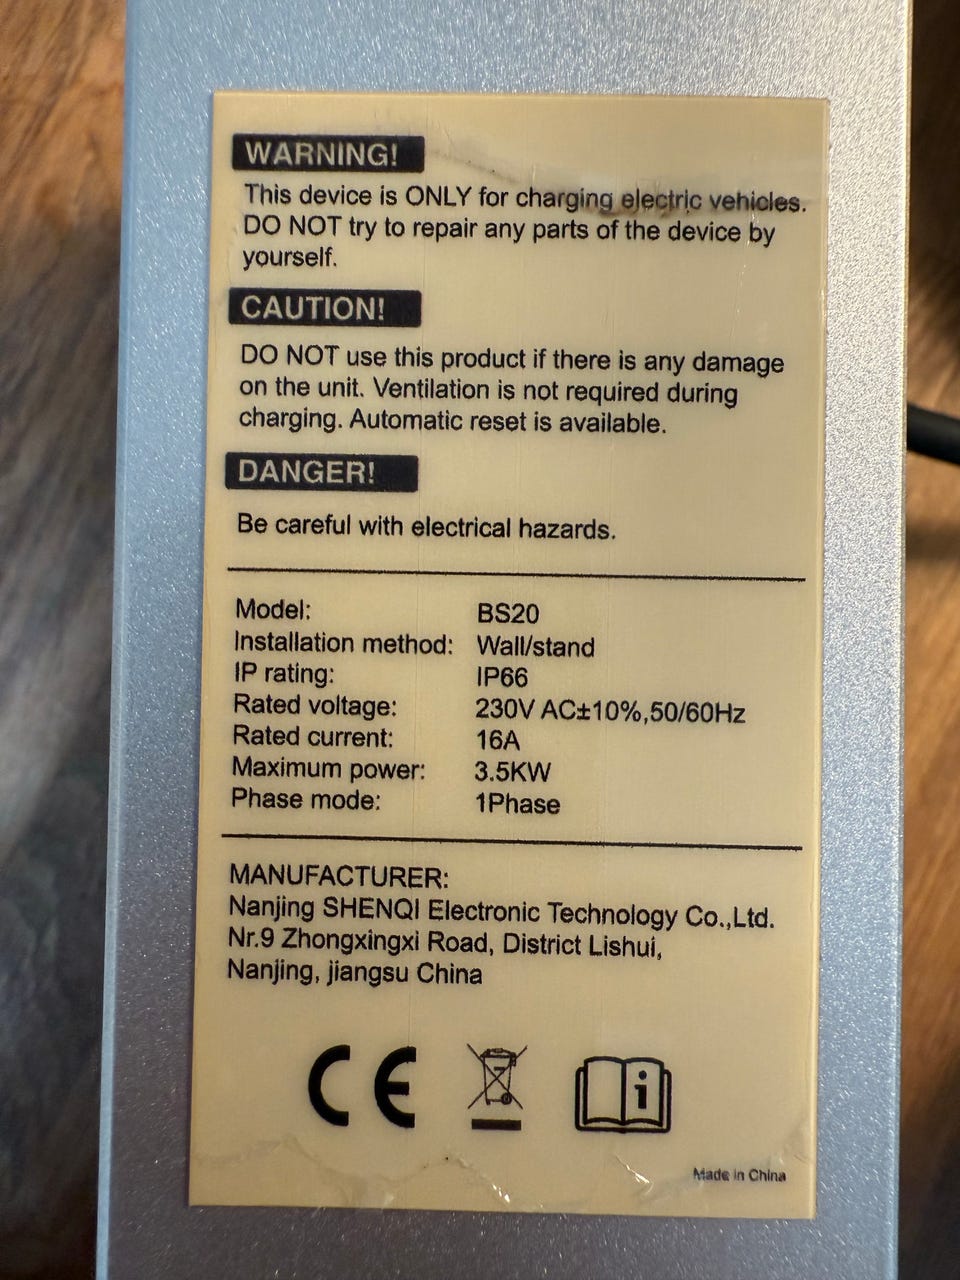 WARNING!
This device is ONLY for charging electric vehicles.
DO NOT try to repair any parts of the device by
yourself.
CAUTION!
DO NOT use this product if there is any damage
on the unit. Ventilation is not required during
charging. Automatic reset is available.
DANGER!
Be careful with electrical hazards.
Model: BS20
Installation method: Wall/stand
IP rating: IP66
Rated voltage: 230V AC±10%,50/60Hz
Rated current: 16A
Maximum power: 3.5KW
Phase mode: 1Phase
MANUFACTURER:
Nanjing SHENQI Electronic Technology Co.,Ltd.
Nr.9 Zhongxingxi Road, District Lishui,
Nanjing, jiangsu China
CE
Made in China